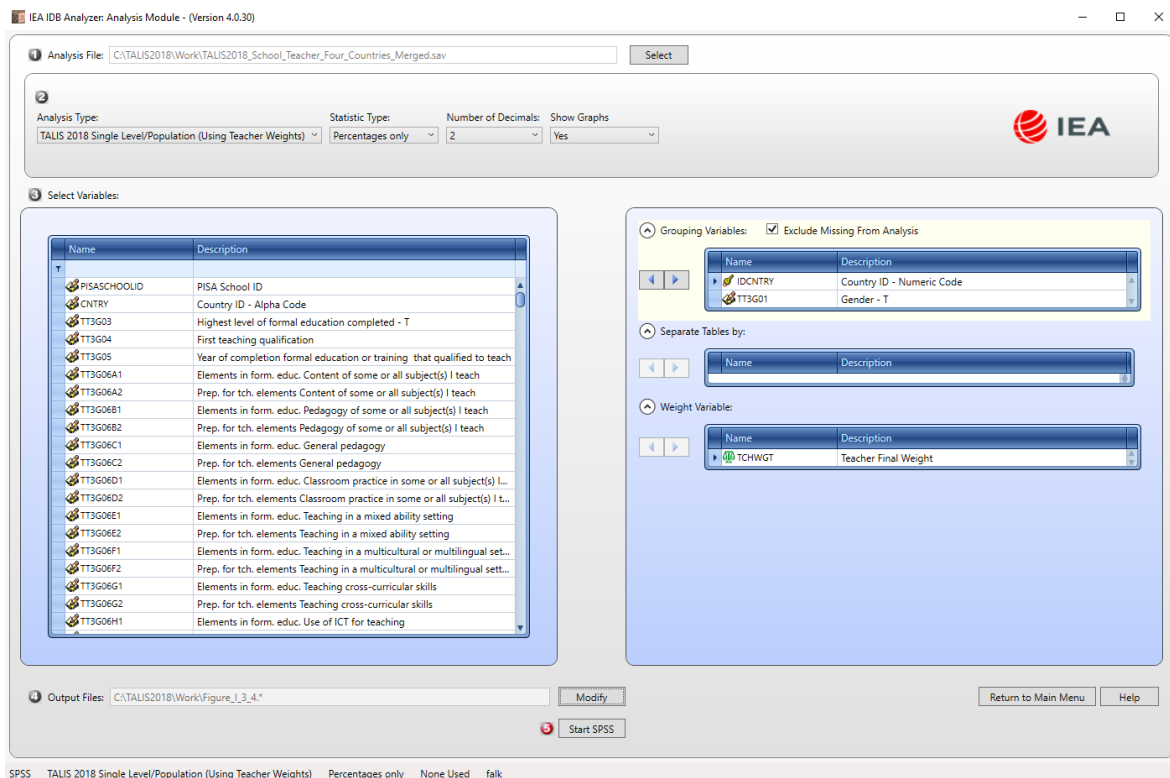 IEA IDB Analyzer: Analysis Module - (Version 4.0.30)
1 Analysis File: C:\TALIS2018\Work\TALIS2018_School_Teacher_Four_Countries_Merged.sav Select
2
Analysis Type: Statistic Type: Number of Decimals: Show Graphs
TALIS 2018 Single Level/Population (Using Teacher Weights) Percentages only 2 Yes
IEA
3 Select Variables:
Name Description
PISASCHOOLID PISA School ID
CNTRY Country ID - Alpha Code
TT3G03 Highest level of formal education completed - T
TT3G04 First teaching qualification
TT3G05 Year of completion formal education or training that qualified to teach
TT3G06A1 Elements in form. educ. Content of some or all subject(s) I teach
TT3G06A2 Prep. for tch. elements Content of some or all subject(s) I teach
TT3G06B1 Elements in form. educ. Pedagogy of some or all subject(s) I teach
TT3G06B2 Prep. for tch. elements Pedagogy of some or all subject(s) I teach
TT3G06C1 Elements in form. educ. General pedagogy
TT3G06C2 Prep. for tch. elements General pedagogy
TT3G06D1 Elements in form. educ. Classroom practice in some or all subject(s) I...
TT3G06D2 Prep. for tch. elements Classroom practice in some or all subject(s) I t...
TT3G06E1 Elements in form. educ. Teaching in a mixed ability setting
TT3G06E2 Prep. for tch. elements Teaching in a mixed ability setting
TT3G06F1 Elements in form. educ. Teaching in a multicultural or multilingual set...
TT3G06F2 Prep. for tch. elements Teaching in a multicultural or multilingual sett...
TT3G06G1 Elements in form. educ. Teaching cross-curricular skills
TT3G06G2 Prep. for tch. elements Teaching cross-curricular skills
TT3G06H1 Elements in form. educ. Use of ICT for teaching
Grouping Variables: Exclude Missing From Analysis
Name Description
IDCNTRY Country ID - Numeric Code
TT3G01 Gender - T
Separate Tables by:
Name Description
Weight Variable:
Name Description
TCHWGT Teacher Final Weight
4 Output Files: C:\TALIS2018\Work\Figure_I_3_4.* Modify Return to Main Menu Help
5 Start SPSS
SPSS TALIS 2018 Single Level/Population (Using Teacher Weights) Percentages only None Used falk